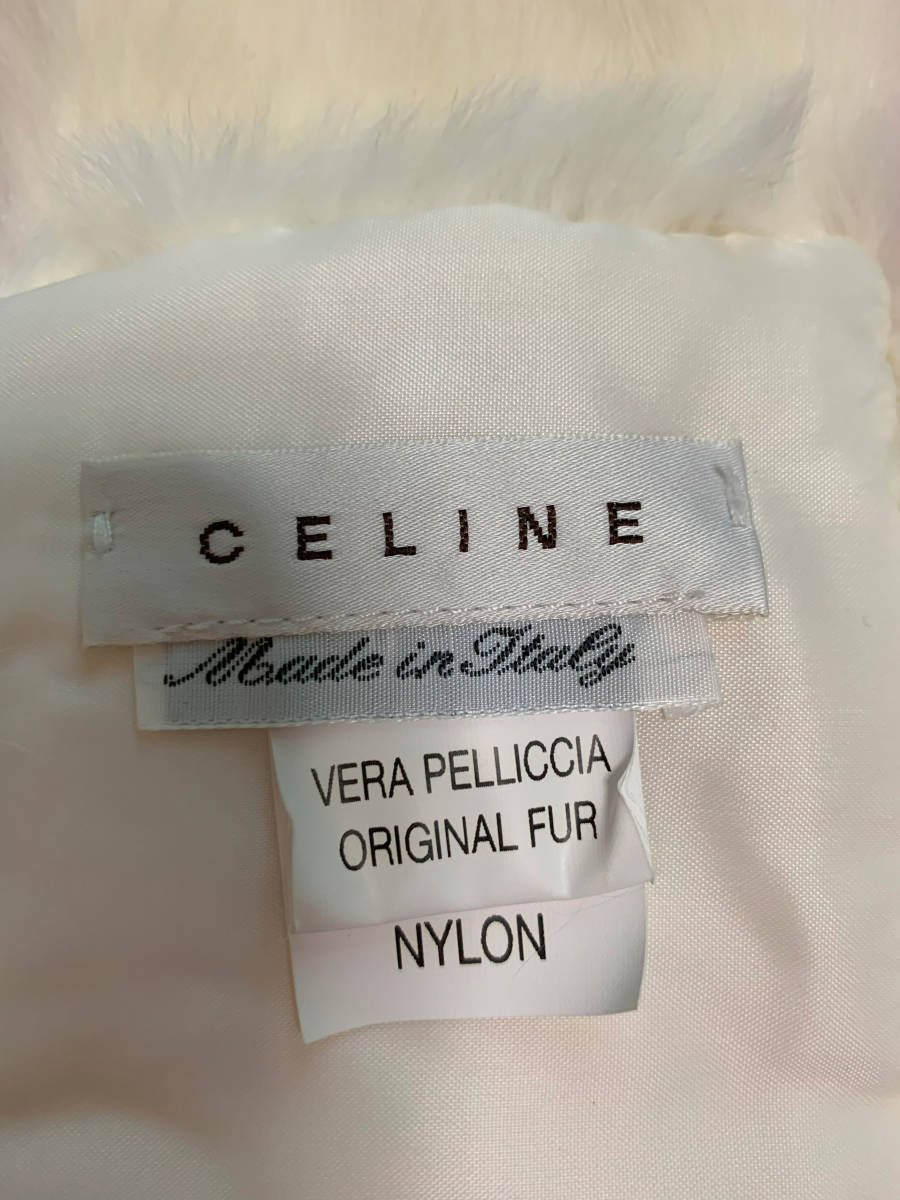 CELINE
Made in Italy
VERA PELLICCIA
ORIGINAL FUR
NYLON